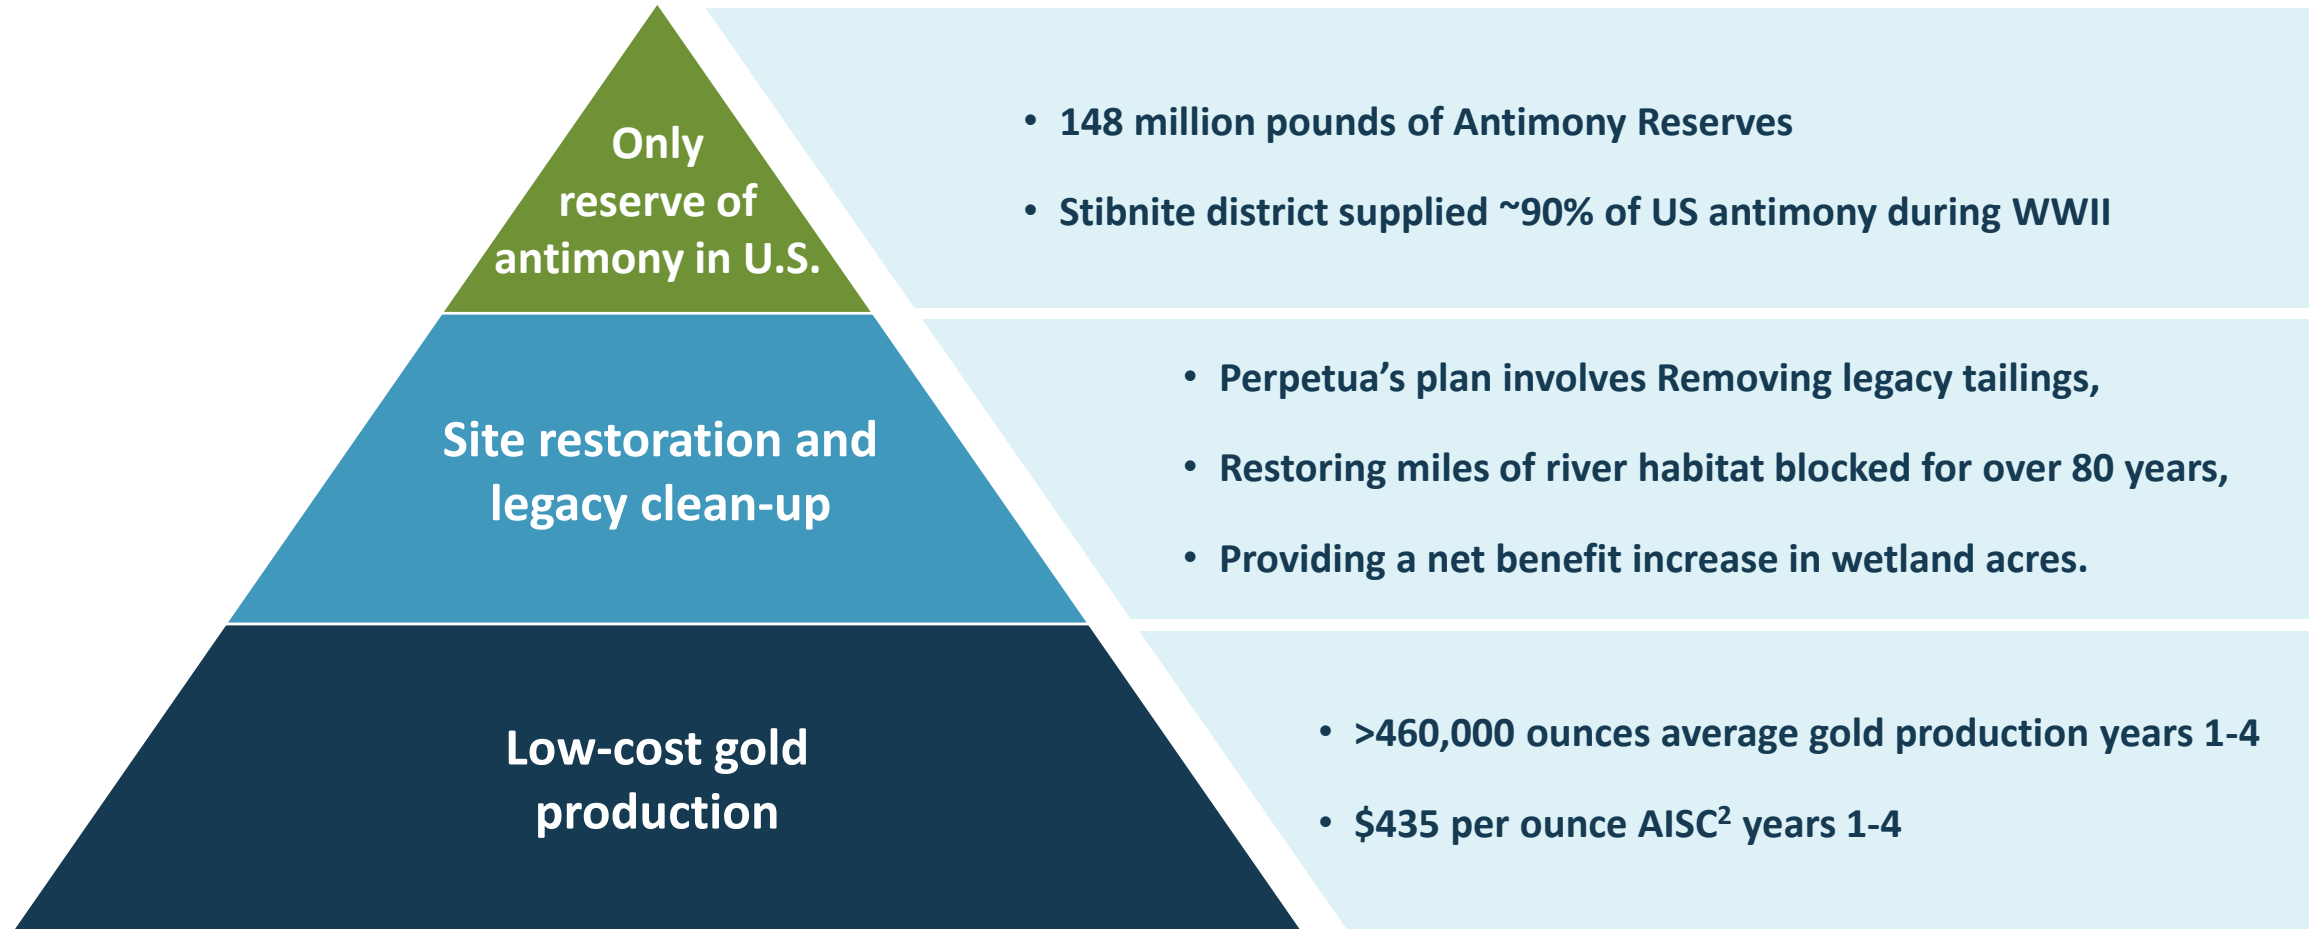 Only
reserve of
antimony in U.S.
• 148 million pounds of Antimony Reserves
• Stibnite district supplied ~90% of US antimony during WWII
Site restoration and
legacy clean-up
• Perpetua’s plan involves Removing legacy tailings,
• Restoring miles of river habitat blocked for over 80 years,
• Providing a net benefit increase in wetland acres.
Low-cost gold
production
• >460,000 ounces average gold production years 1-4
• $435 per ounce AISC² years 1-4